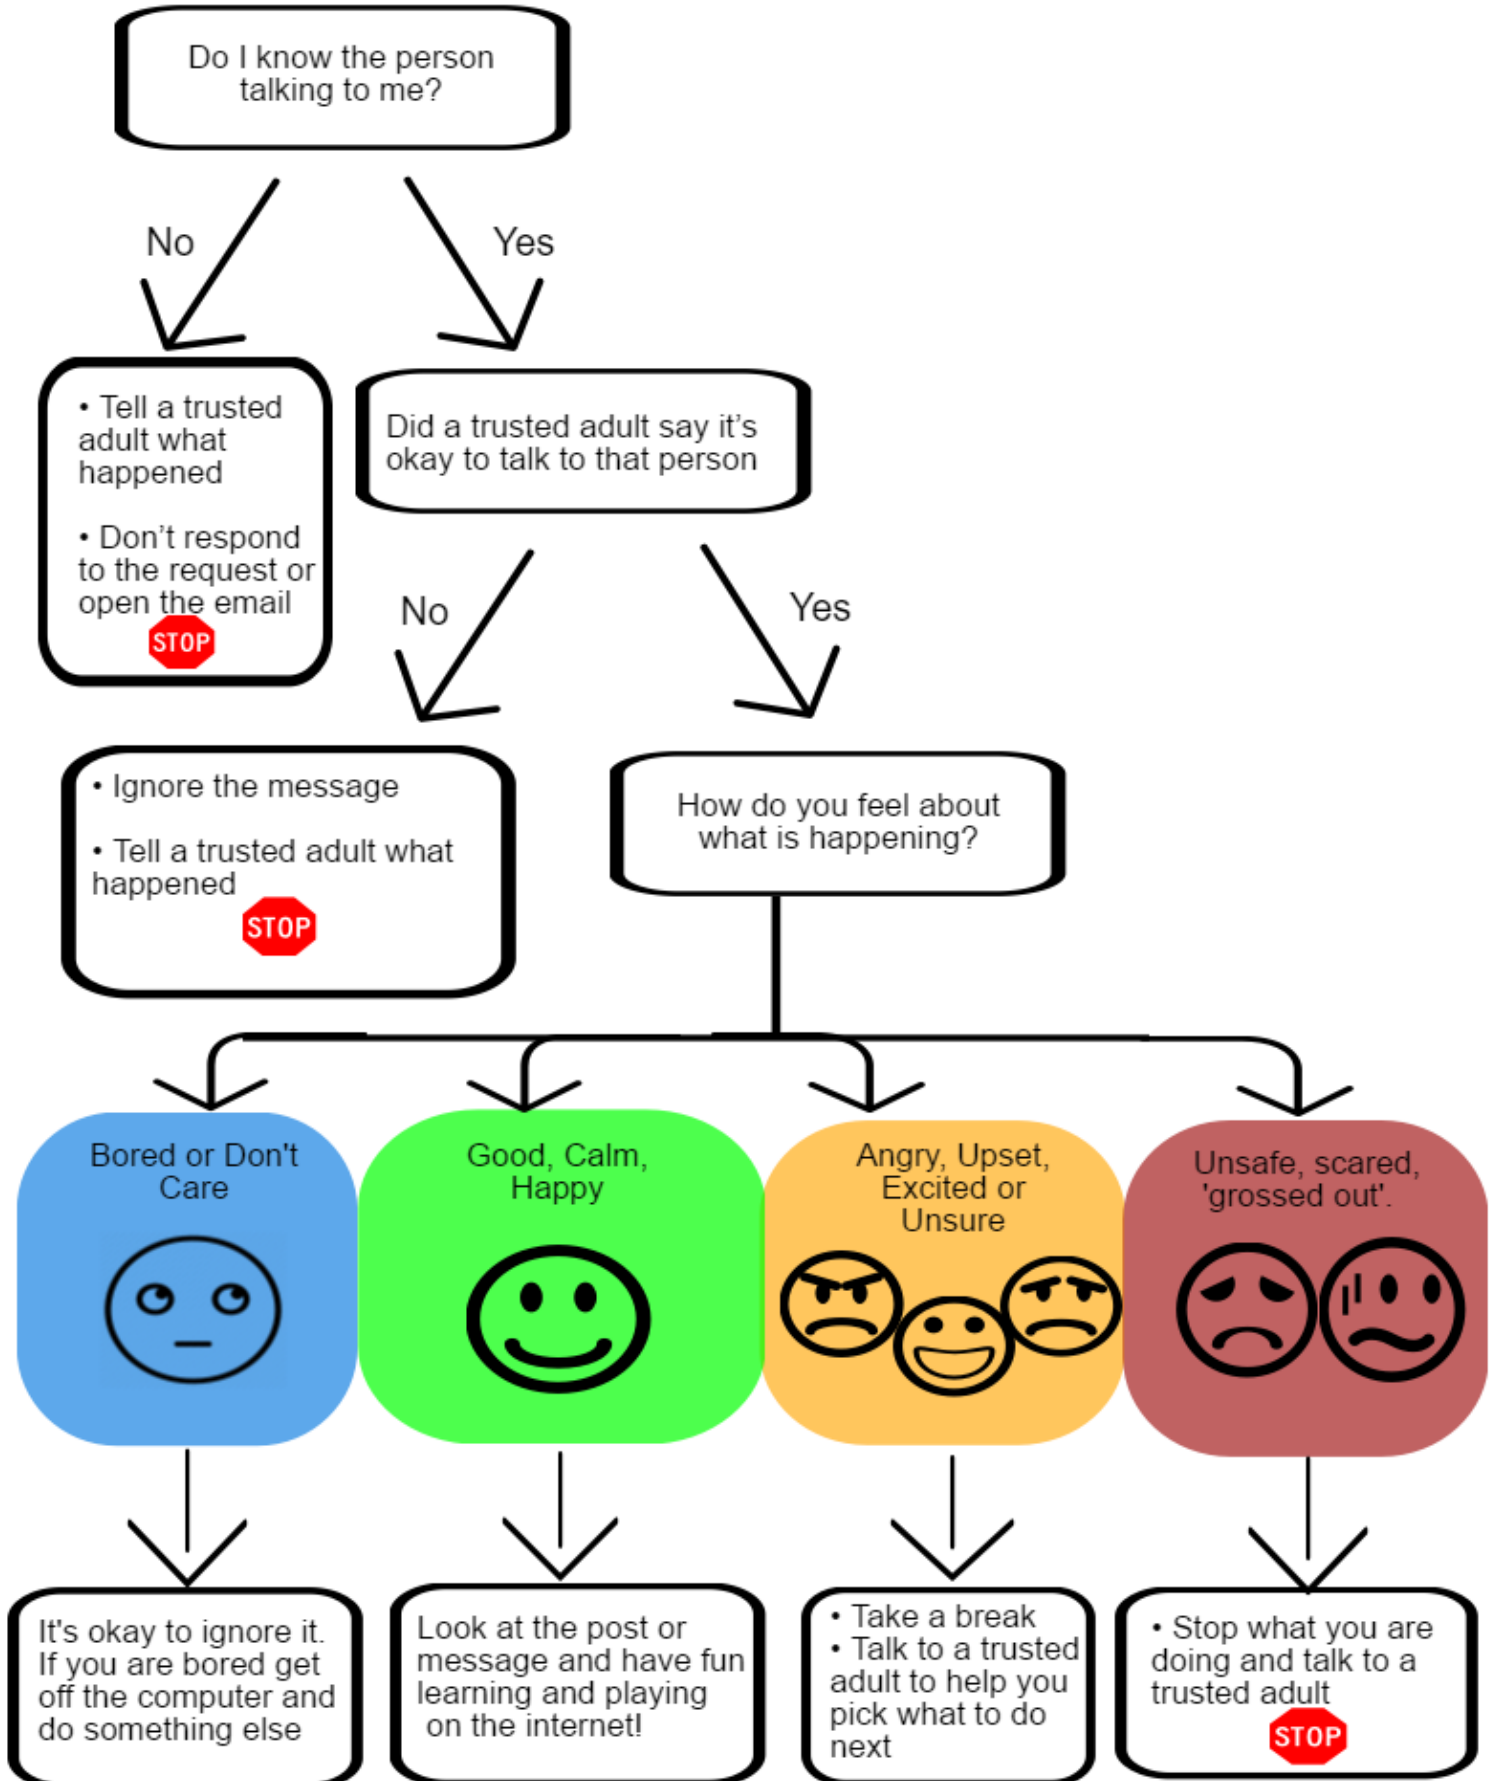 Do I know the person
talking to me?
No
Yes
• Tell a trusted
adult what
happened
• Don’t respond
to the request or
open the email
STOP
Did a trusted adult say it’s
okay to talk to that person
No
Yes
• Ignore the message
• Tell a trusted adult what
happened
STOP
How do you feel about
what is happening?
Bored or Don't
Care
Good, Calm,
Happy
Angry, Upset,
Excited or
Unsure
Unsafe, scared,
'grossed out'.
It's okay to ignore it.
If you are bored get
off the computer and
do something else
Look at the post or
message and have fun
learning and playing
on the internet!
• Take a break
• Talk to a trusted
adult to help you
pick what to do
next
• Stop what you are
doing and talk to a
trusted adult
STOP